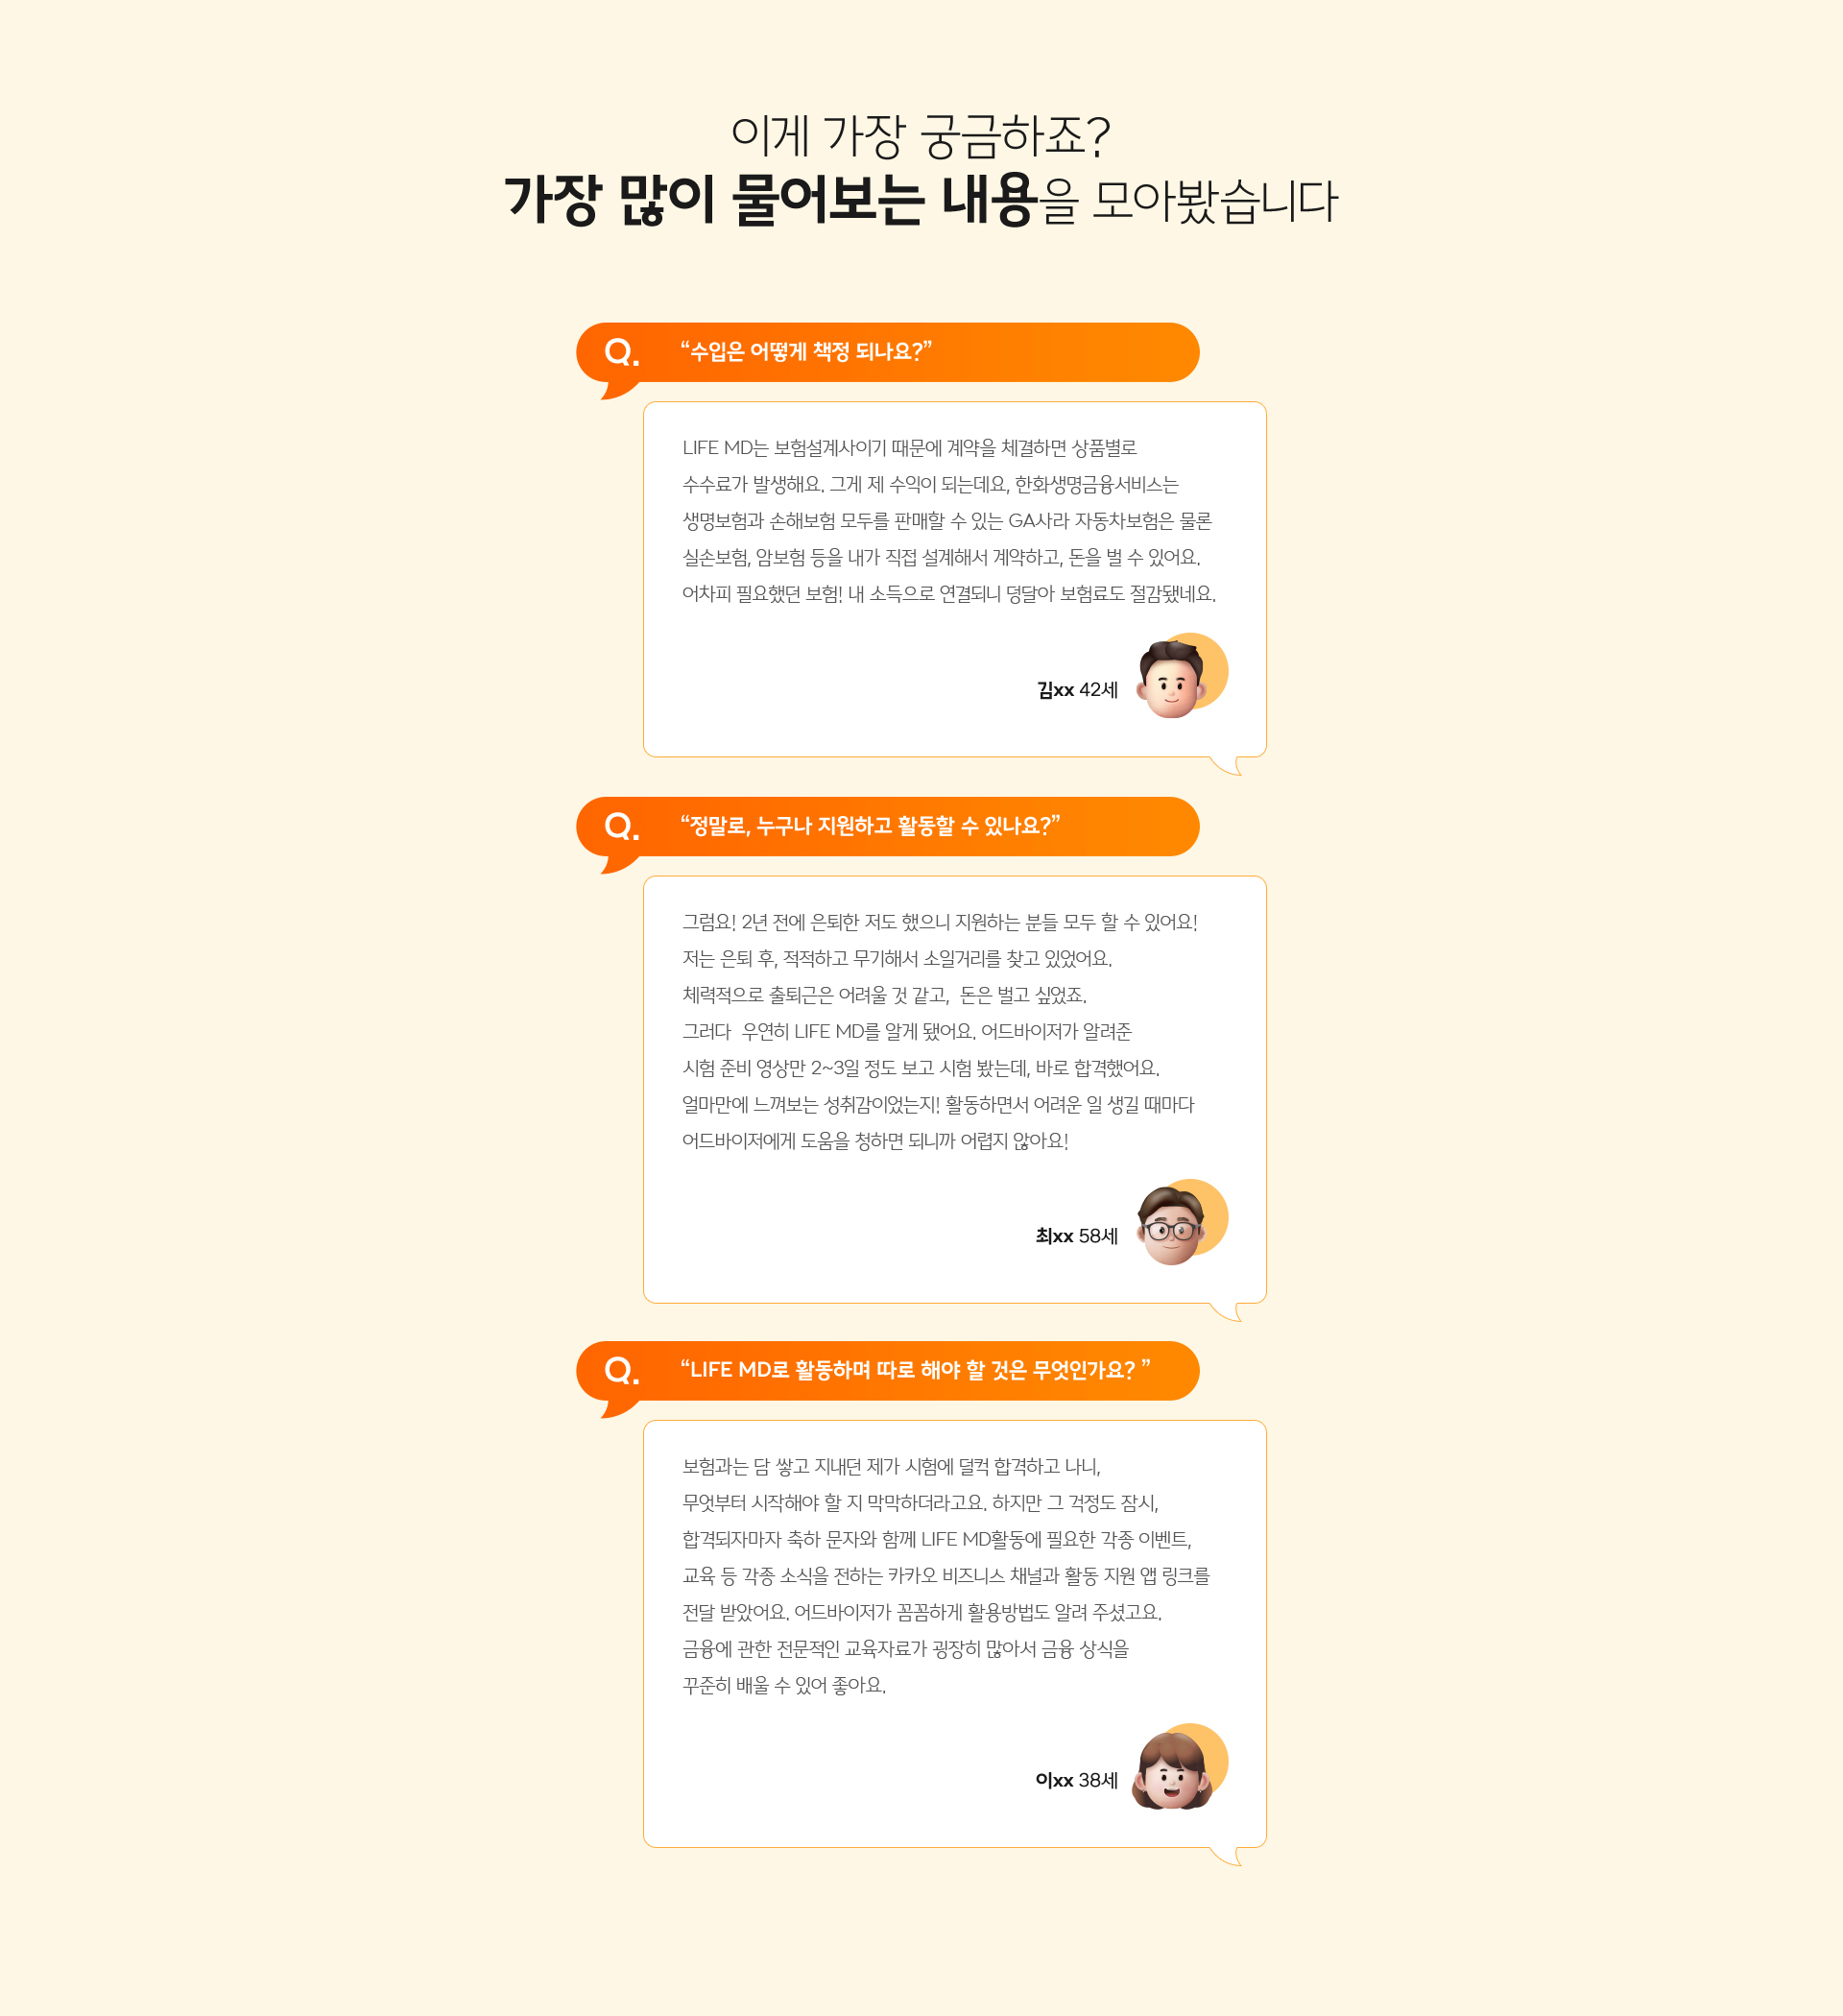 이게 가장 궁금하죠?
가장 많이 물어보는 내용을 모아봤습니다
Q. “수입은 어떻게 책정 되나요?”
LIFE MD는 보험설계사이기 때문에 계약을 체결하면 상품별로
수수료가 발생해요. 그게 제 수익이 되는데요, 한화생명금융서비스는
생명보험과 손해보험 모두를 판매할 수 있는 GA사라 자동차보험은 물론
실손보험, 암보험 등을 내가 직접 설계해서 계약하고, 돈을 벌 수 있어요.
어차피 필요했던 보험! 내 소득으로 연결되니 덩달아 보험료도 절감됐네요.
김xx 42세
Q. “정말로, 누구나 지원하고 활동할 수 있나요?”
그럼요! 2년 전에 은퇴한 저도 했으니 지원하는 분들 모두 할 수 있어요!
저는 은퇴 후, 적적하고 무기해서 소일거리를 찾고 있었어요.
체력적으로 출퇴근은 어려울 것 같고,  돈은 벌고 싶었죠.
그러다  우연히 LIFE MD를 알게 됐어요. 어드바이저가 알려준
시험 준비 영상만 2~3일 정도 보고 시험 봤는데, 바로 합격했어요.
얼마만에 느껴보는 성취감이었는지! 활동하면서 어려운 일 생길 때마다
어드바이저에게 도움을 청하면 되니까 어렵지 않아요!
최xx 58세
Q. “LIFE MD로 활동하며 따로 해야 할 것은 무엇인가요? ”
보험과는 담 쌓고 지내던 제가 시험에 덜컥 합격하고 나니,
무엇부터 시작해야 할 지 막막하더라고요. 하지만 그 걱정도 잠시,
합격되자마자 축하 문자와 함께 LIFE MD활동에 필요한 각종 이벤트,
교육 등 각종 소식을 전하는 카카오 비즈니스 채널과 활동 지원 앱 링크를
전달 받았어요. 어드바이저가 꼼꼼하게 활용방법도 알려 주셨고요.
금융에 관한 전문적인 교육자료가 굉장히 많아서 금융 상식을
꾸준히 배울 수 있어 좋아요.
이xx 38세